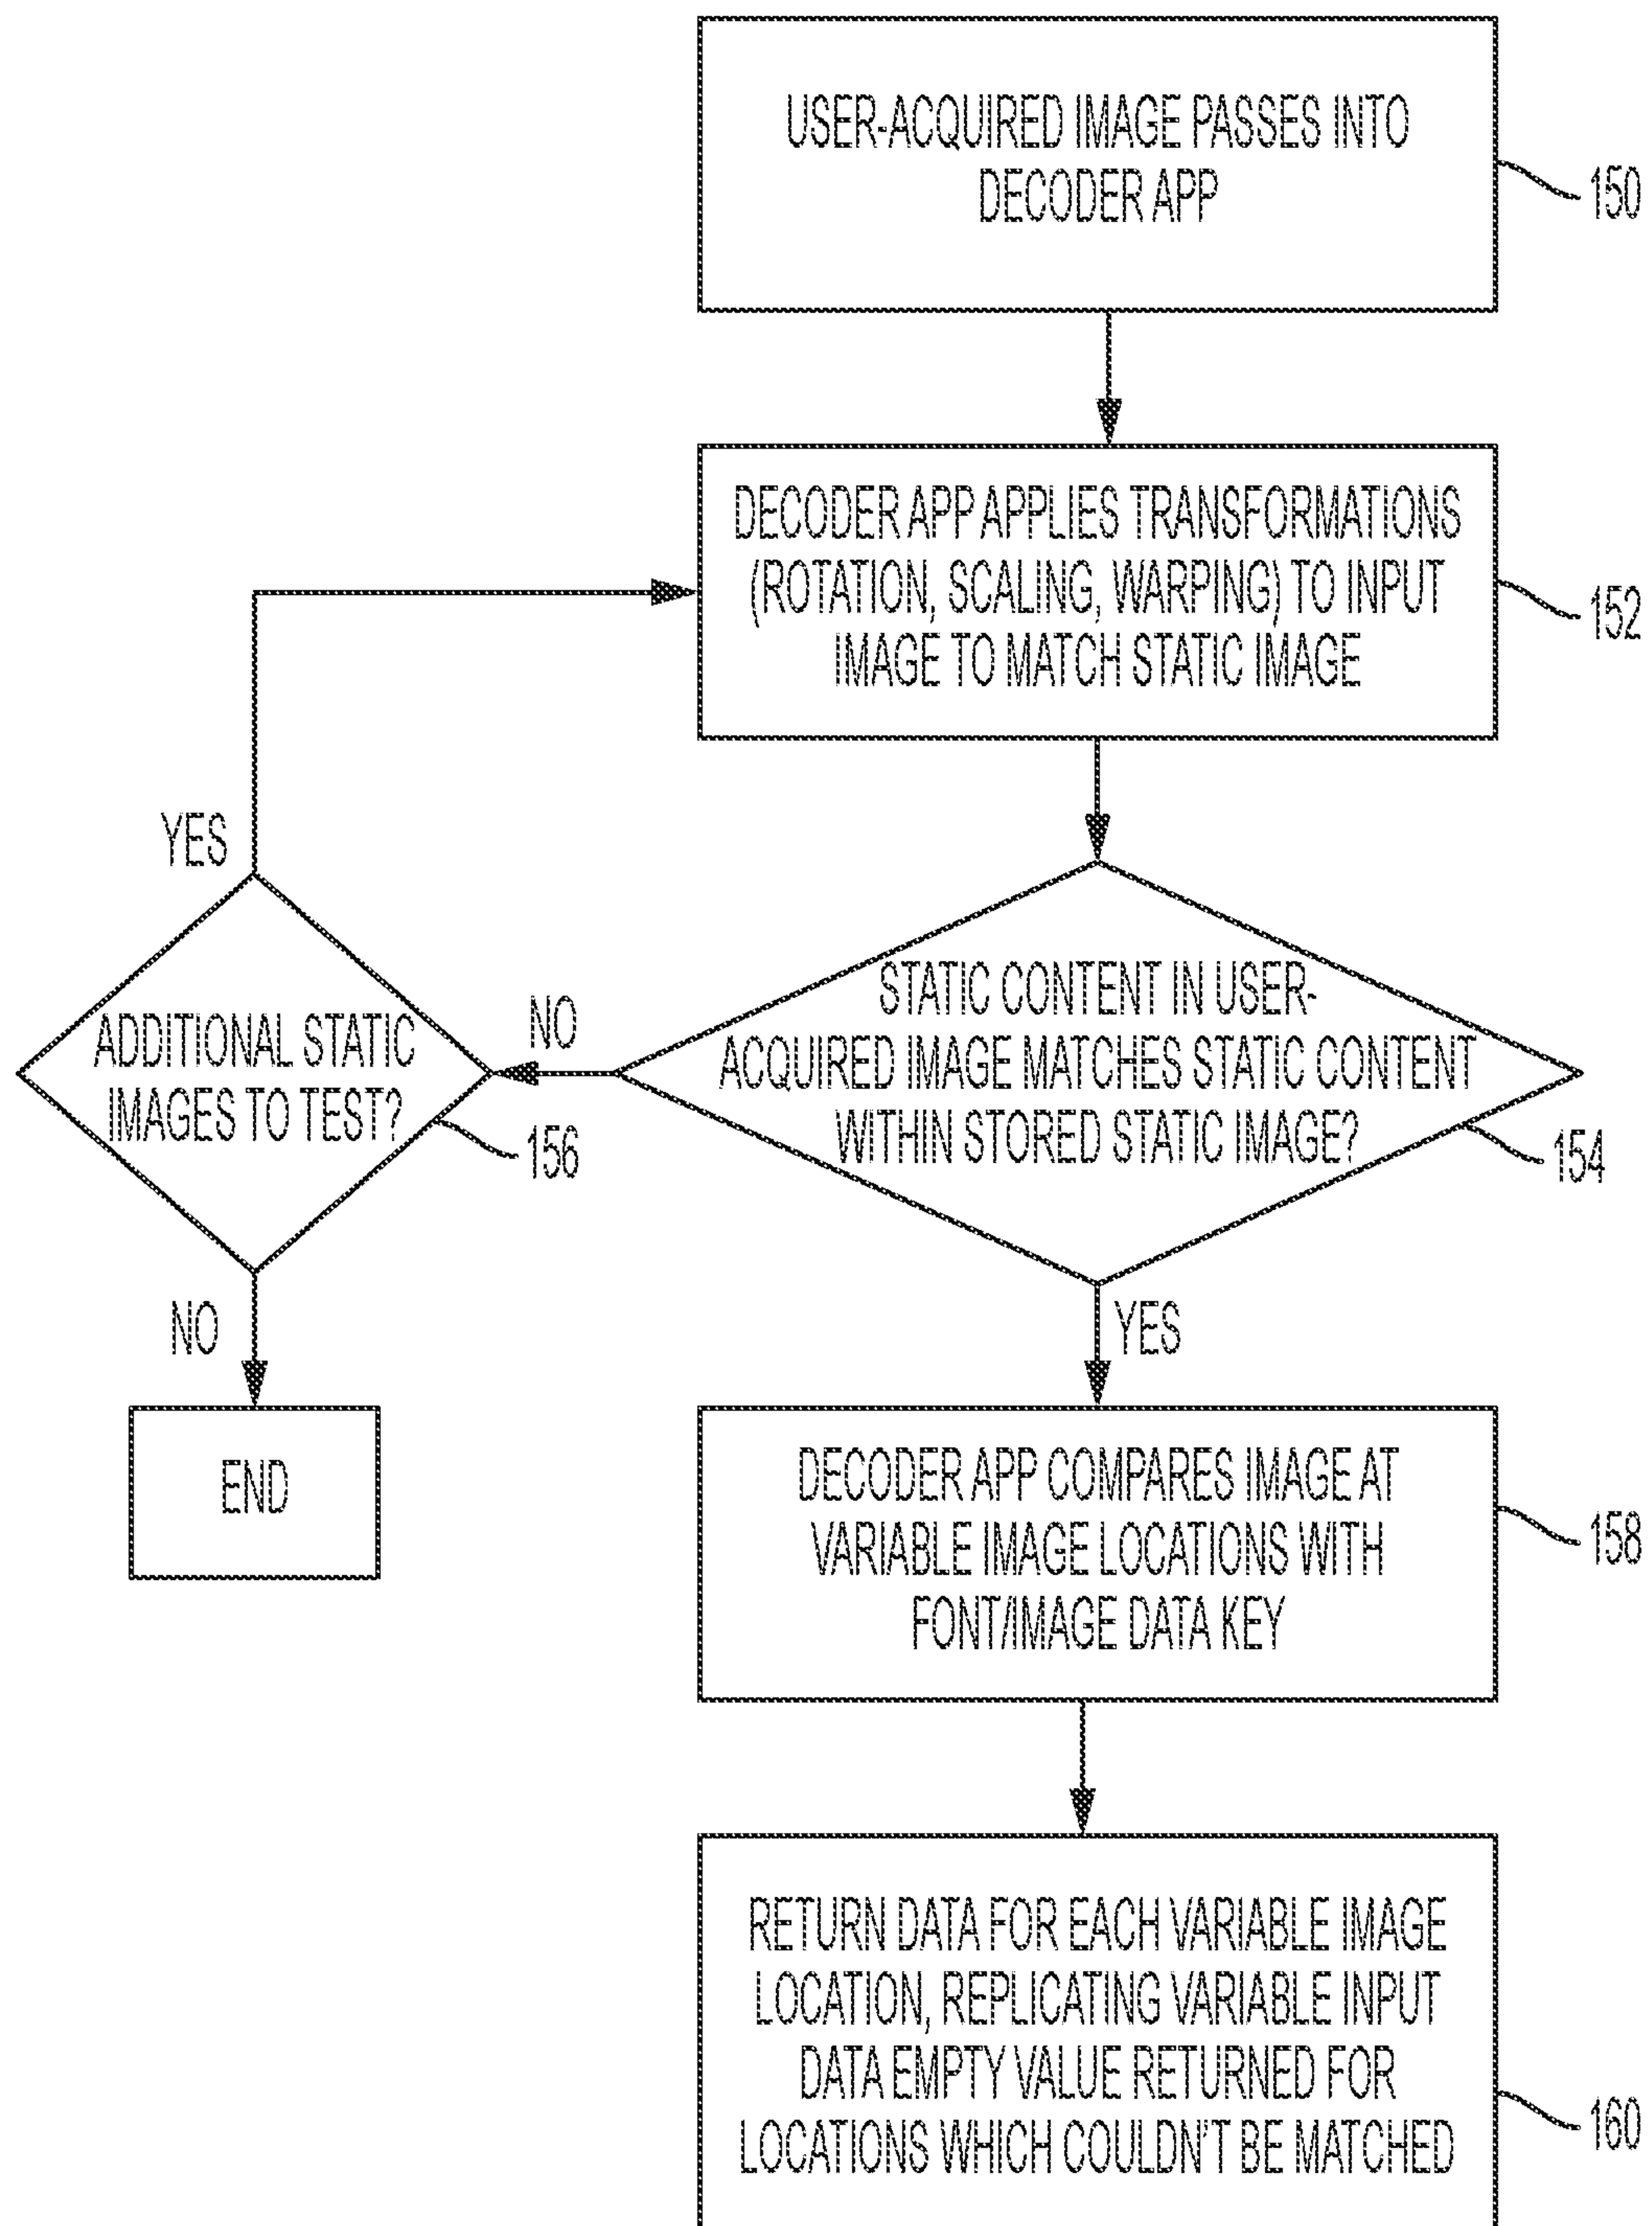 USER-ACQUIRED IMAGE PASSES INTO
DECODER APP
150
DECODER APP APPLIES TRANSFORMATIONS
(ROTATION, SCALING, WARPING) TO INPUT
IMAGE TO MATCH STATIC IMAGE
152
YES
STATIC CONTENT IN USER-
ACQUIRED IMAGE MATCHES STATIC CONTENT
WITHIN STORED STATIC IMAGE?
154
NO
ADDITIONAL STATIC
IMAGES TO TEST?
156
NO
END
YES
DECODER APP COMPARES IMAGE AT
VARIABLE IMAGE LOCATIONS WITH
FONT/IMAGE DATA KEY
158
RETURN DATA FOR EACH VARIABLE IMAGE
LOCATION, REPLICATING VARIABLE INPUT
DATA EMPTY VALUE RETURNED FOR
LOCATIONS WHICH COULDN'T BE MATCHED
160